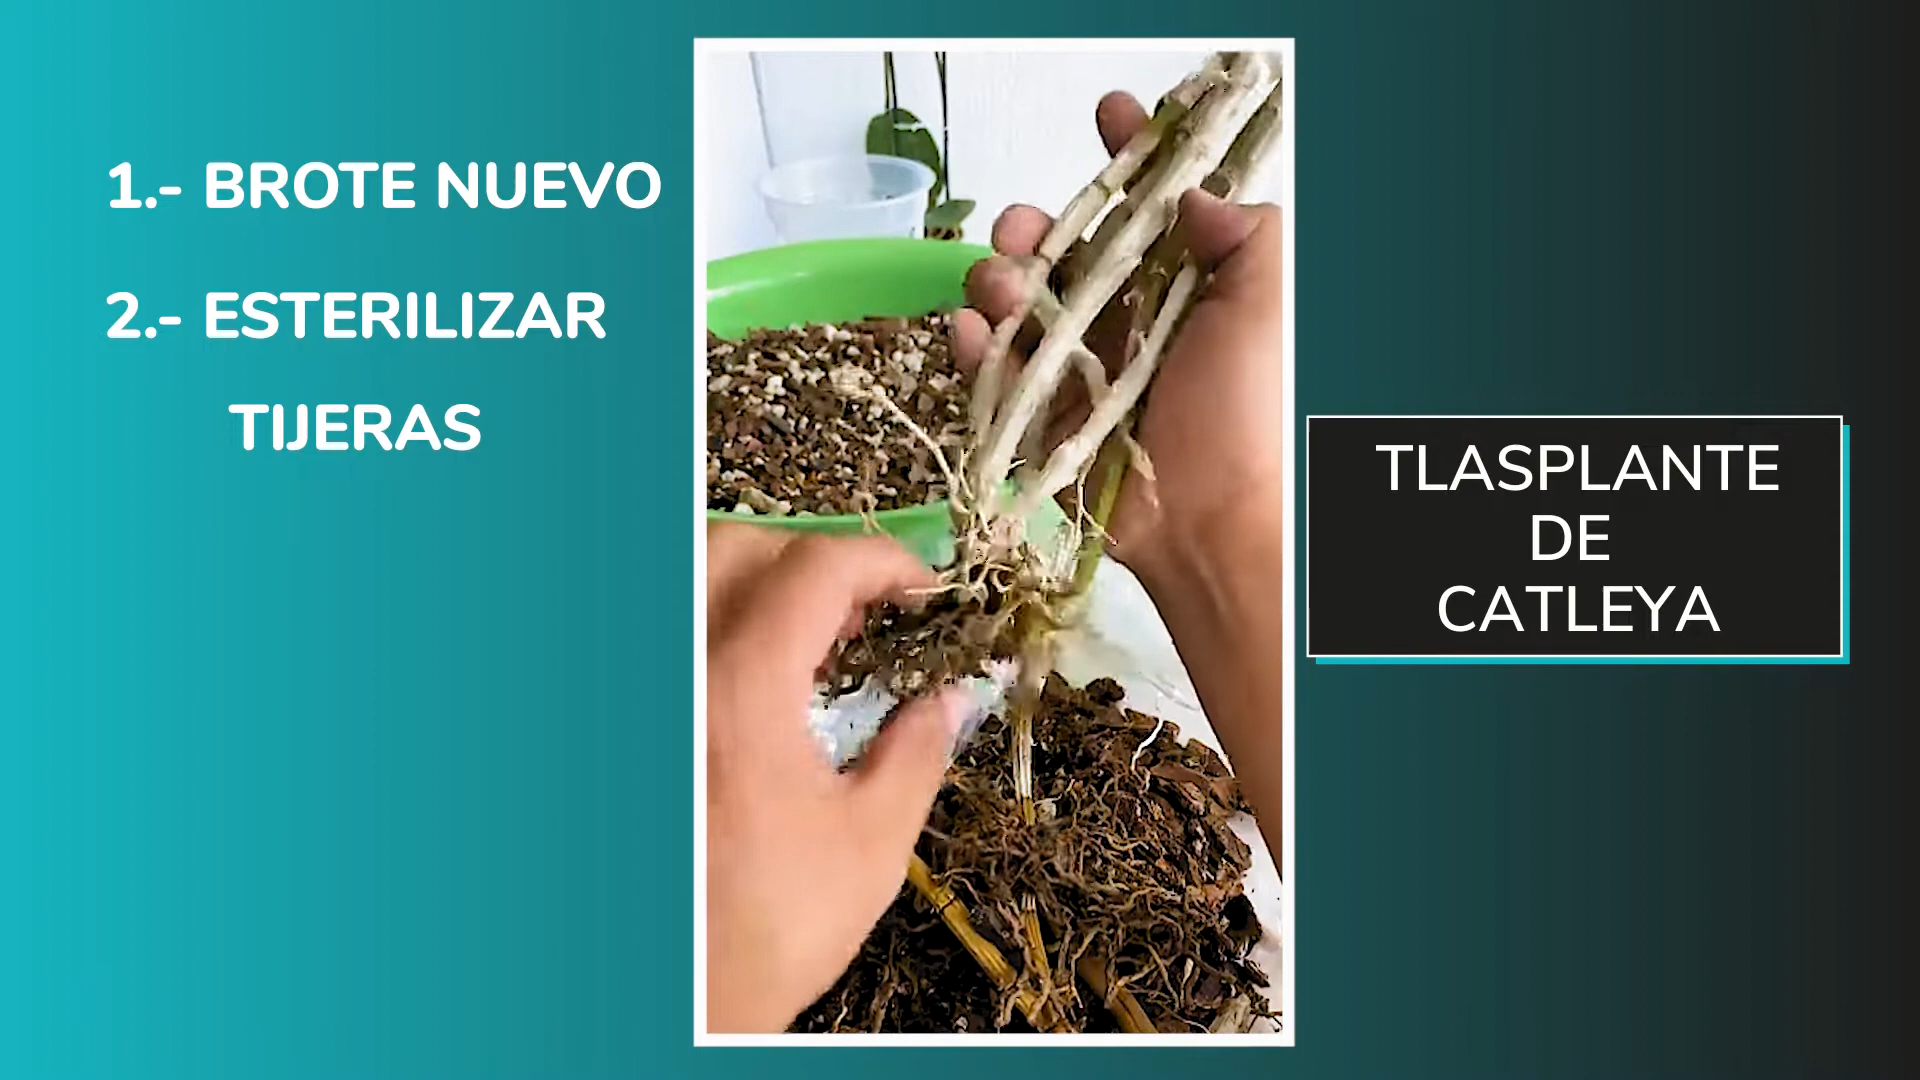 1.- BROTE NUEVO
2.- ESTERILIZAR
TIJERAS
TLASPLANTE
DE
CATLEYA